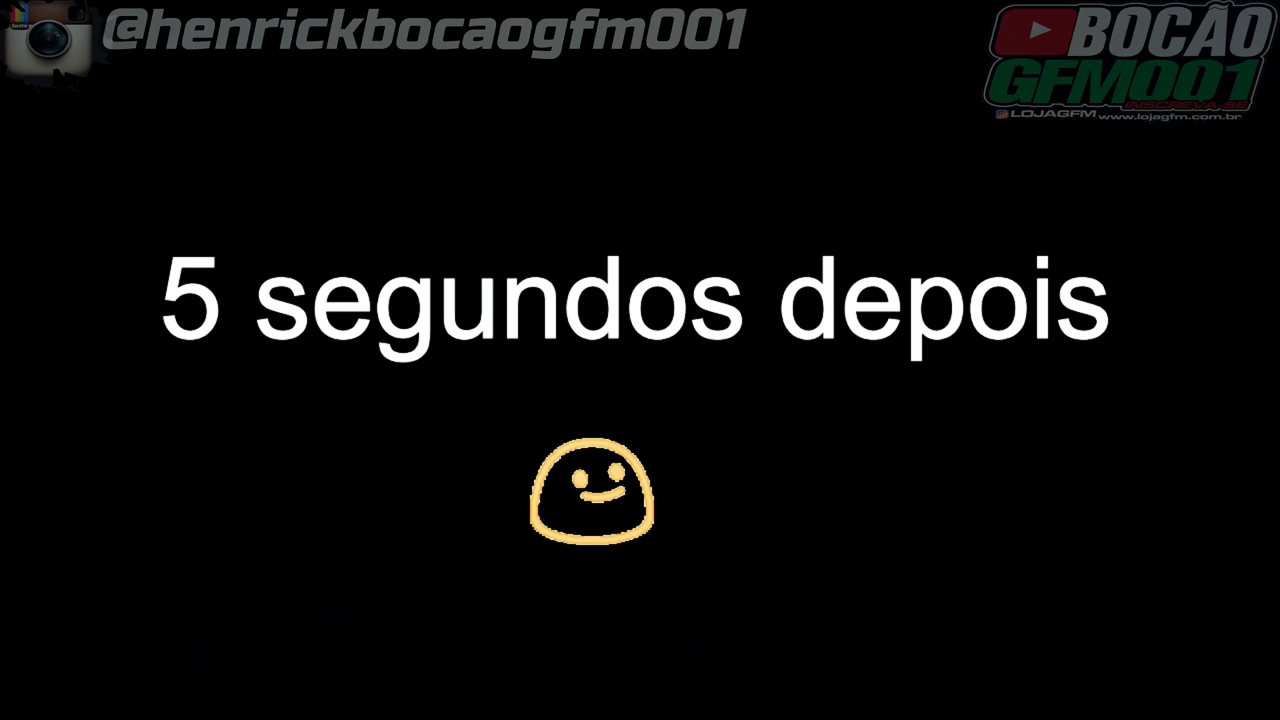 @henrickbocaogfm001
BOCÃO
GFM001
INSCREVA-SE
LOJAGFM www.lojagfm.com.br
5 segundos depois